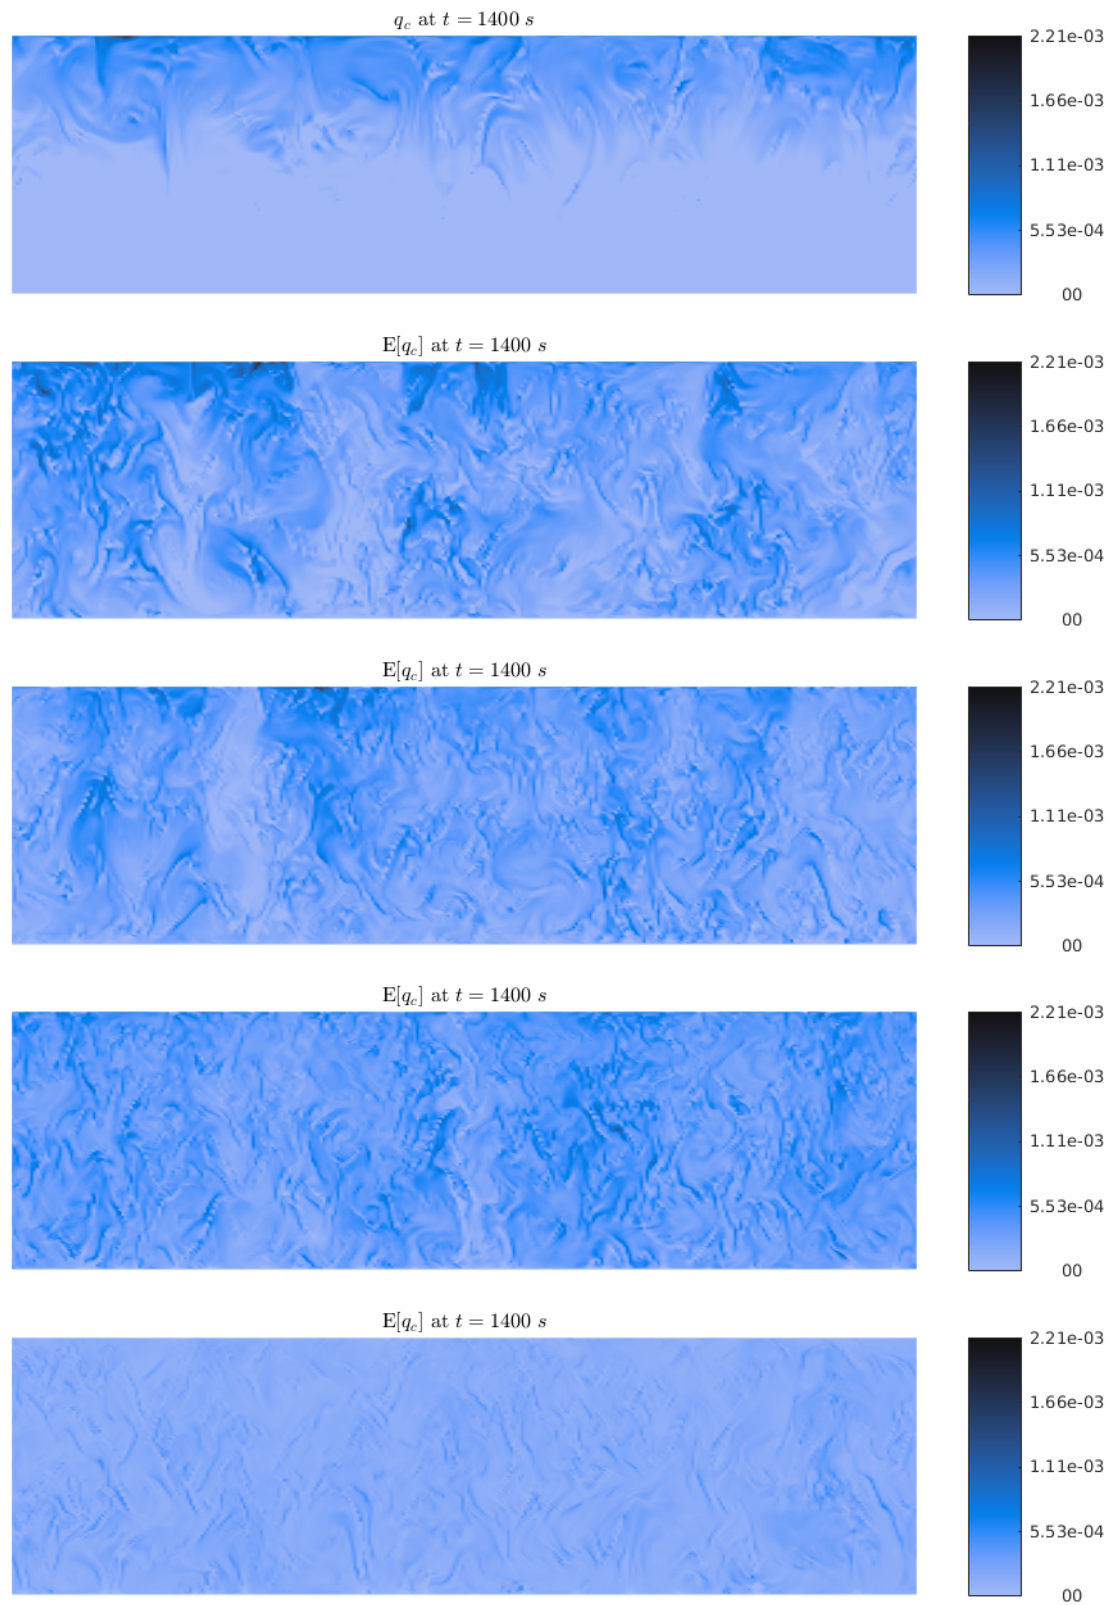 q_c at t = 1400 s
2.21e-03
1.66e-03
1.11e-03
5.53e-04
00
E[q_c] at t = 1400 s
2.21e-03
1.66e-03
1.11e-03
5.53e-04
00
E[q_c] at t = 1400 s
2.21e-03
1.66e-03
1.11e-03
5.53e-04
00
E[q_c] at t = 1400 s
2.21e-03
1.66e-03
1.11e-03
5.53e-04
00
E[q_c] at t = 1400 s
2.21e-03
1.66e-03
1.11e-03
5.53e-04
00